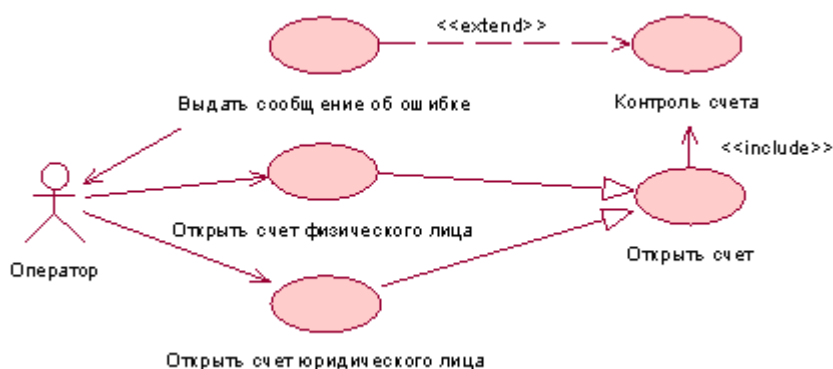 <<extend>>
Выдать сообщение об ошибке
Контроль счета
<<include>>
Открыть счет физического лица
Открыть счет
Оператор
Открыть счет юридического лица